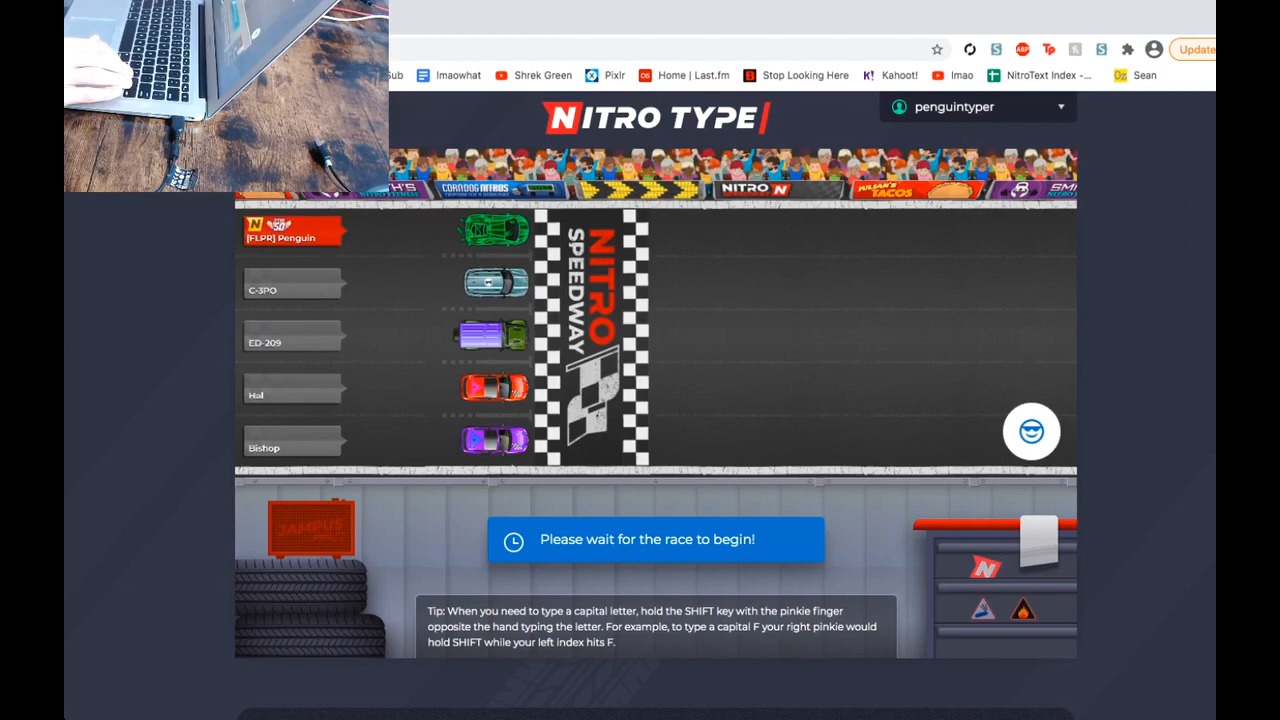 Update
Sub
lmaowhat
Shrek Green
Pixlr
Home | Last.fm
Stop Looking Here
Kahoot!
lmao
NitroText Index -...
Sean
NITRO TYPE
penguintyper
CORNDOG NITROS
NITRO N
JULIAN'S TACOS
[FLPR] Penguin
C-3PO
ED-209
Hal
Bishop
NITRO
SPEEDWAY
JAMPUS
Please wait for the race to begin!
Tip: When you need to type a capital letter, hold the SHIFT key with the pinkie finger
opposite the hand typing the letter. For example, to type a capital F your right pinkie would
hold SHIFT while your left index hits F.